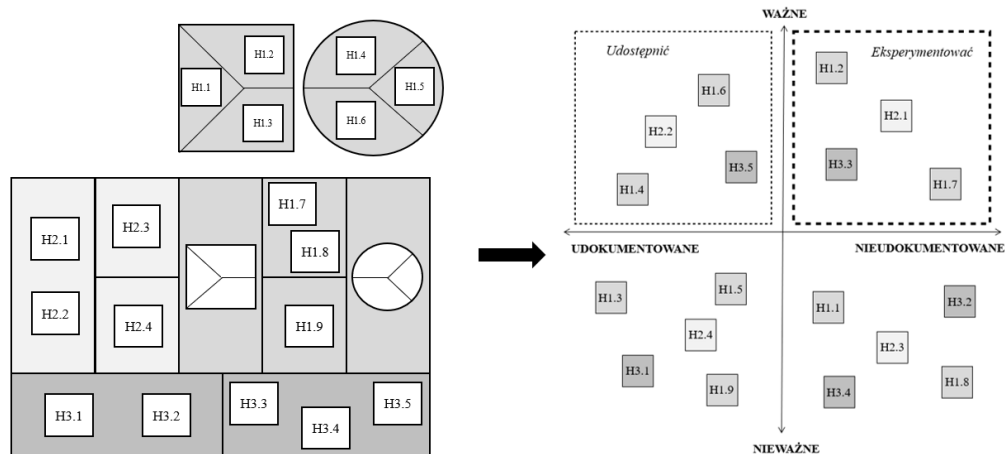 H1.2
H1.1
H1.3
H1.4
H1.5
H1.6
H2.1
H2.3
H1.7
H1.8
H2.2
H2.4
H1.9
H3.1
H3.2
H3.3
H3.4
H3.5
WAŻNE
Udostępnić
Eksperymentować
H1.6
H2.2
H3.5
H1.4
H1.2
H2.1
H3.3
H1.7
UDOKUMENTOWANE
NIEUDOKUMENTOWANE
H1.3
H1.5
H2.4
H3.1
H1.9
H1.1
H3.2
H2.3
H3.4
H1.8
NIEWAŻNE